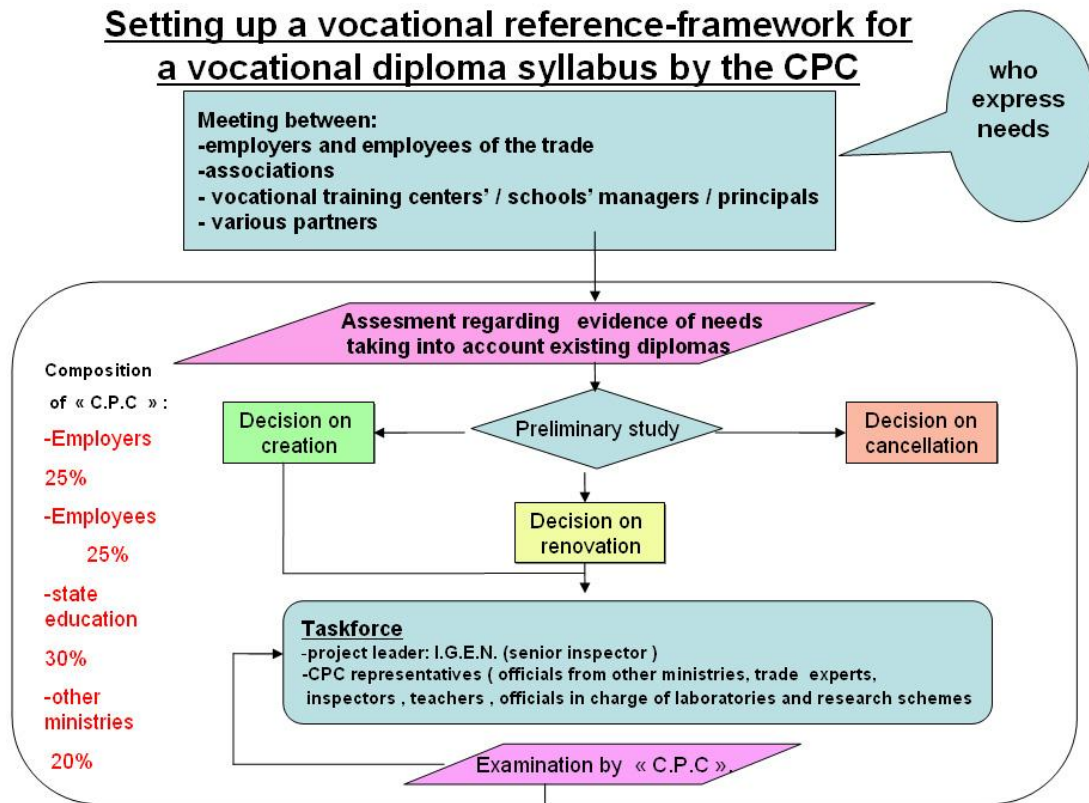 Setting up a vocational reference-framework for
a vocational diploma syllabus by the CPC
who
express
needs
Meeting between:
-employers and employees of the trade
-associations
- vocational training centers' / schools' managers / principals
- various partners
Assesment regarding evidence of needs
taking into account existing diplomas
Composition
of « C.P.C » :
-Employers
25%
-Employees
25%
-state
education
30%
-other
ministries
20%
Decision on
creation
Preliminary study
Decision on
cancellation
Decision on
renovation
Taskforce
-project leader: I.G.E.N. (senior inspector )
-CPC representatives ( officials from other ministries, trade experts,
inspectors , teachers , officials in charge of laboratories and research schemes
Examination by « C.P.C ».